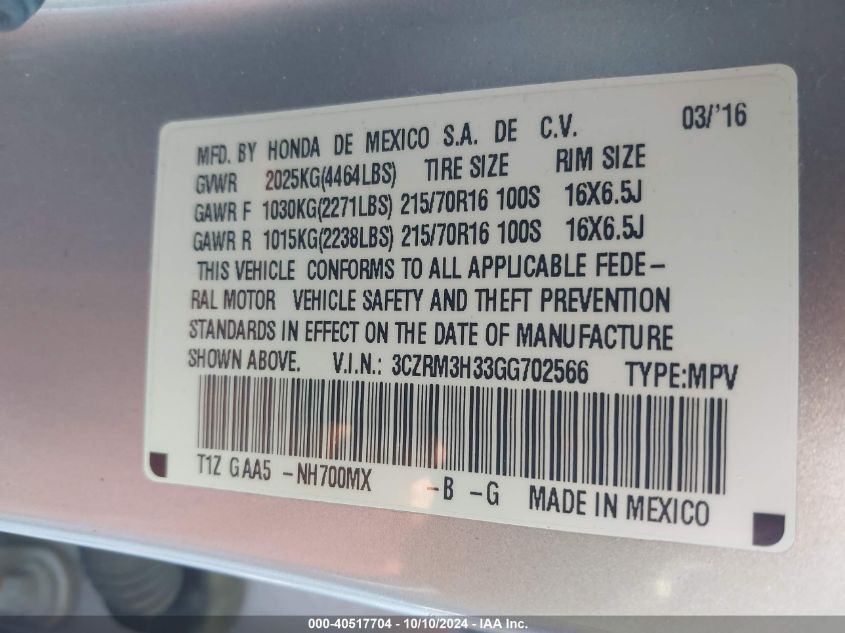 03/'16
MFD. BY HONDA DE MEXICO S.A. DE C.V.
GVWR 2025KG(4464LBS) TIRE SIZE RIM SIZE
GAWR F 1030KG(2271LBS) 215/70R16 100S 16X6.5J
GAWR R 1015KG(2238LBS) 215/70R16 100S 16X6.5J
THIS VEHICLE CONFORMS TO ALL APPLICABLE FEDE-
RAL MOTOR VEHICLE SAFETY AND THEFT PREVENTION
STANDARDS IN EFFECT ON THE DATE OF MANUFACTURE
SHOWN ABOVE. V.I.N.: 3CZRM3H33GG702566 TYPE:MPV
T1Z GAA5 -NH700MX -B -G MADE IN MEXICO
000-40517704 - 10/10/2024 - IAA Inc.